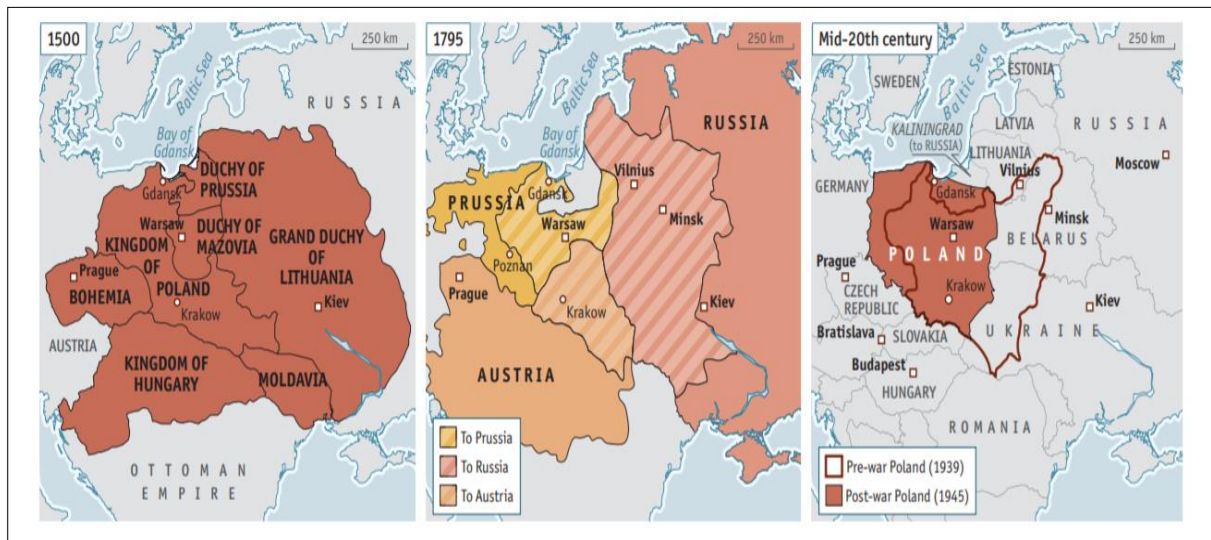 1500
250 km
Baltic Sea
RUSSIA
Bay of
Gdansk
Gdansk
DUCHY OF
PRUSSIA
Warsaw
DUCHY OF
MAZOVIA
KINGDOM
OF
POLAND
GRAND DUCHY
OF
LITHUANIA
Prague
BOHEMIA
Krakow
Kiev
AUSTRIA
KINGDOM OF
HUNGARY
MOLDAVIA
OTTOMAN
EMPIRE
1795
250 km
Baltic Sea
RUSSIA
Bay of
Gdansk
Gdansk
Vilnius
PRUSSIA
Minsk
Warsaw
Poznan
Prague
Krakow
Kiev
AUSTRIA
To Prussia
To Russia
To Austria
Mid-20th century
250 km
SWEDEN
Baltic Sea
ESTONIA
LATVIA
RUSSIA
KALININGRAD
(to RUSSIA)
LITHUANIA
Moscow
Vilnius
GERMANY
Gdansk
Minsk
Warsaw
BELARUS
POLAND
Prague
Krakow
Kiev
CZECH
REPUBLIC
UKRAINE
Bratislava
SLOVAKIA
Budapest
HUNGARY
ROMANIA
Pre-war Poland (1939)
Post-war Poland (1945)